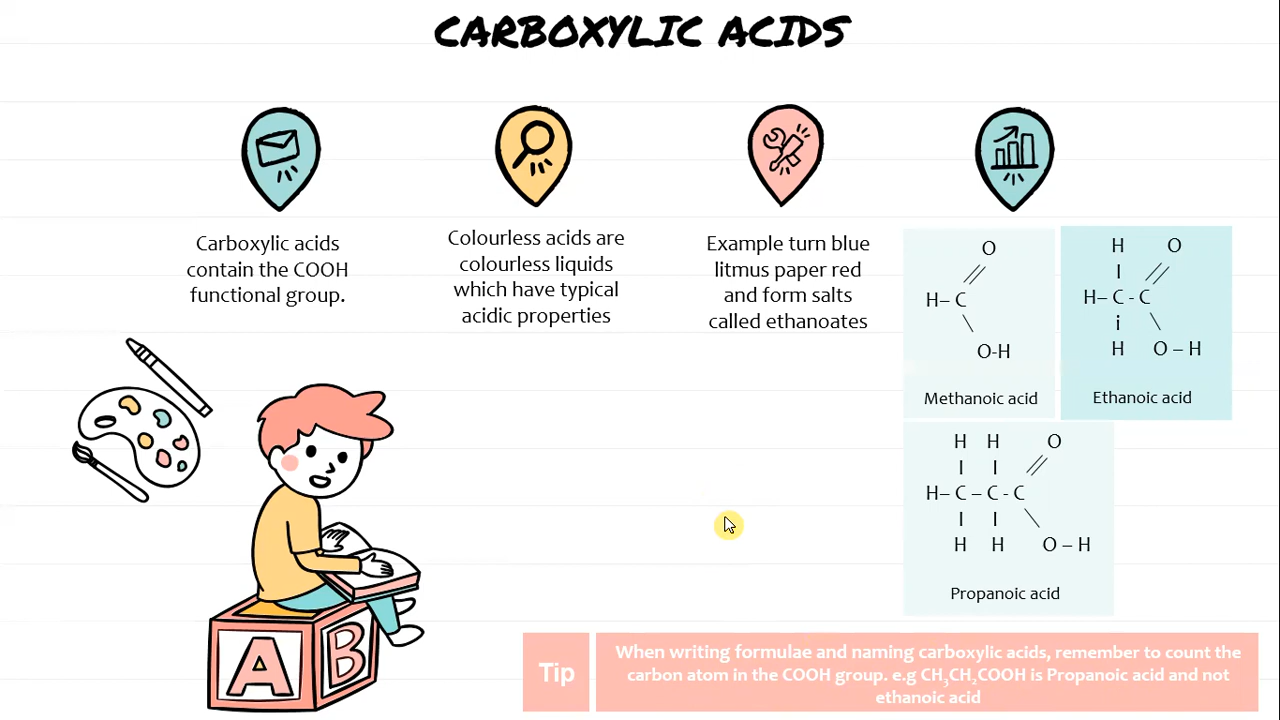 CARBOXYLIC ACIDS
Carboxylic acids
contain the COOH
functional group.
Colourless acids are
colourless liquids
which have typical
acidic properties
Example turn blue
litmus paper red
and form salts
called ethanoates
O
H– C
O-H
Methanoic acid
H O
H– C - C
H O – H
Ethanoic acid
H H O
H– C – C - C
H H O – H
Propanoic acid
A B
Tip
When writing formulae and naming carboxylic acids, remember to count the
carbon atom in the COOH group. e.g CH₃CH₂COOH is Propanoic acid and not
ethanoic acid